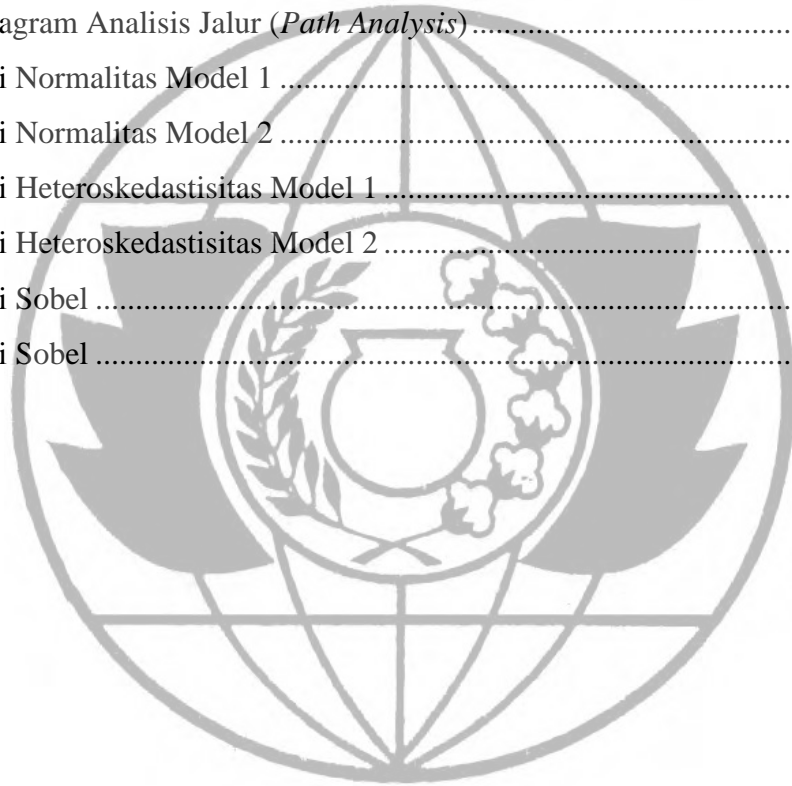 agram Analisis Jalur (Path Analysis) ........................................
i Normalitas Model 1 ........................................
i Normalitas Model 2 ........................................
i Heteroskedastisitas Model 1 ........................................
i Heteroskedastisitas Model 2 ........................................
i Sobel ........................................
i Sobel ........................................